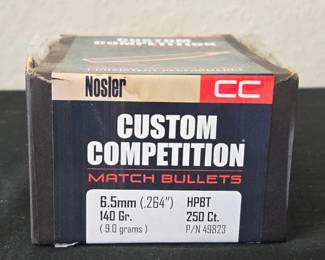 CUSTOM
COMPETITION
Nosler CC
CUSTOM
COMPETITION
MATCH BULLETS
6.5mm (.264") HPBT
140 Gr. 250 Ct.
(9.0 grams) P/N 49823